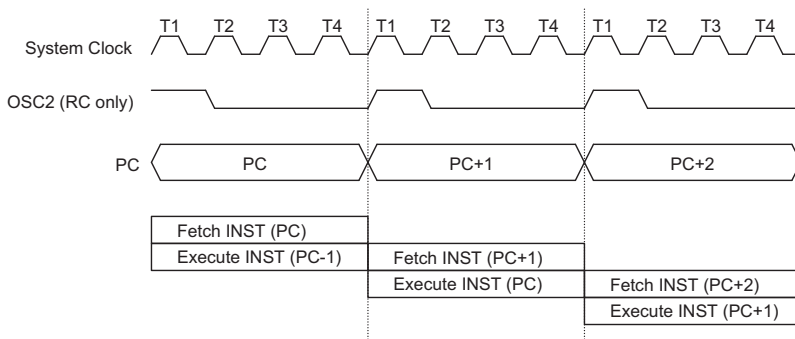 T1 T2 T3 T4 T1 T2 T3 T4 T1 T2 T3 T4
System Clock
OSC2 (RC only)
PC PC PC+1 PC+2
Fetch INST (PC)
Execute INST (PC-1) Fetch INST (PC+1)
Execute INST (PC) Fetch INST (PC+2)
Execute INST (PC+1)